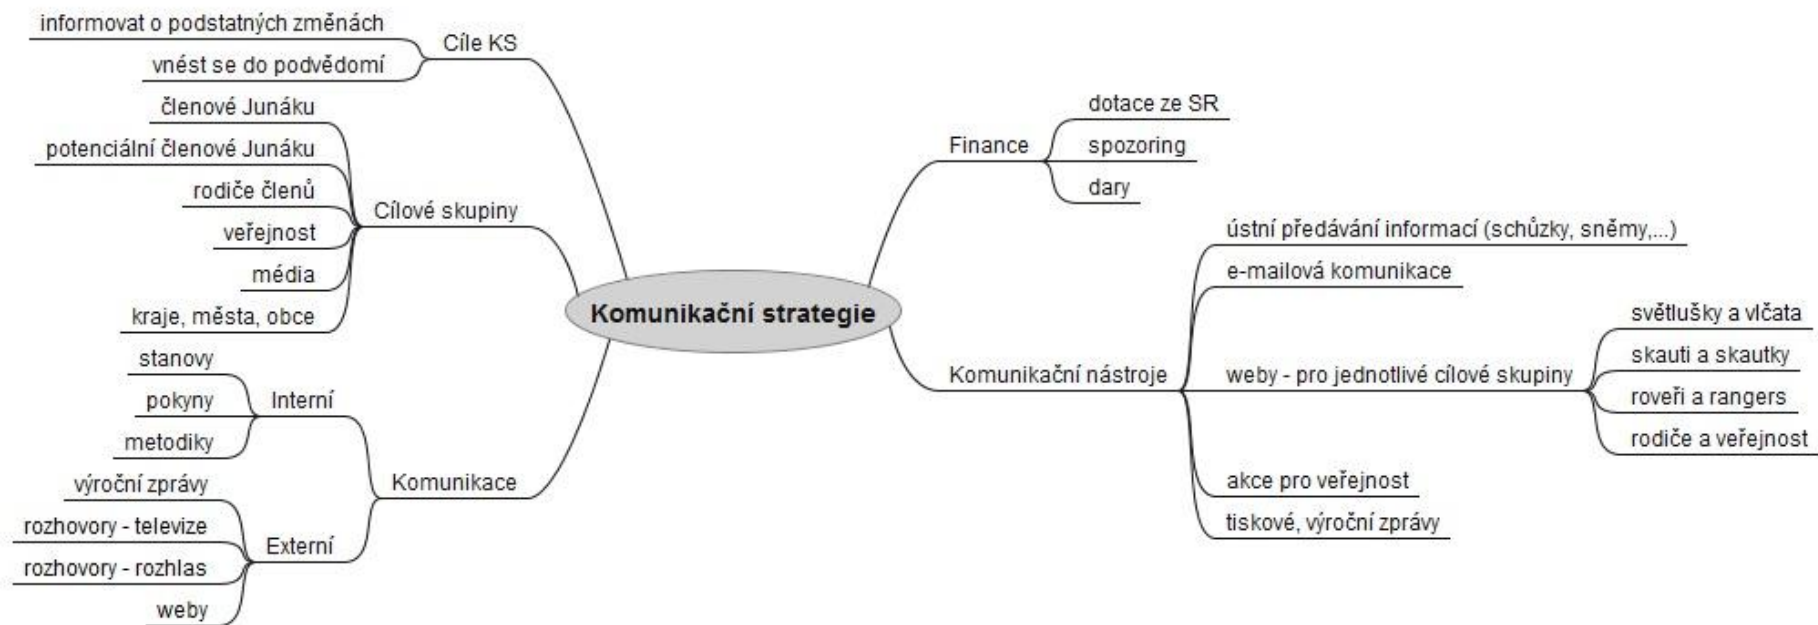 informovat o podstatných změnách
vnést se do podvědomí
Cíle KS
členové Junáku
potenciální členové Junáku
rodiče členů
veřejnost
média
kraje, města, obce
Cílové skupiny
stanovy
pokyny
metodiky
Interní
výroční zprávy
rozhovory - televize
rozhovory - rozhlas
weby
Externí
Komunikace
Komunikační strategie
Finance
dotace ze SR
spozoring
dary
Komunikační nástroje
ústní předávání informací (schůzky, sněmy,...)
e-mailová komunikace
weby - pro jednotlivé cílové skupiny
světlušky a vlčata
skauti a skautky
roveři a rangers
rodiče a veřejnost
akce pro veřejnost
tiskové, výroční zprávy